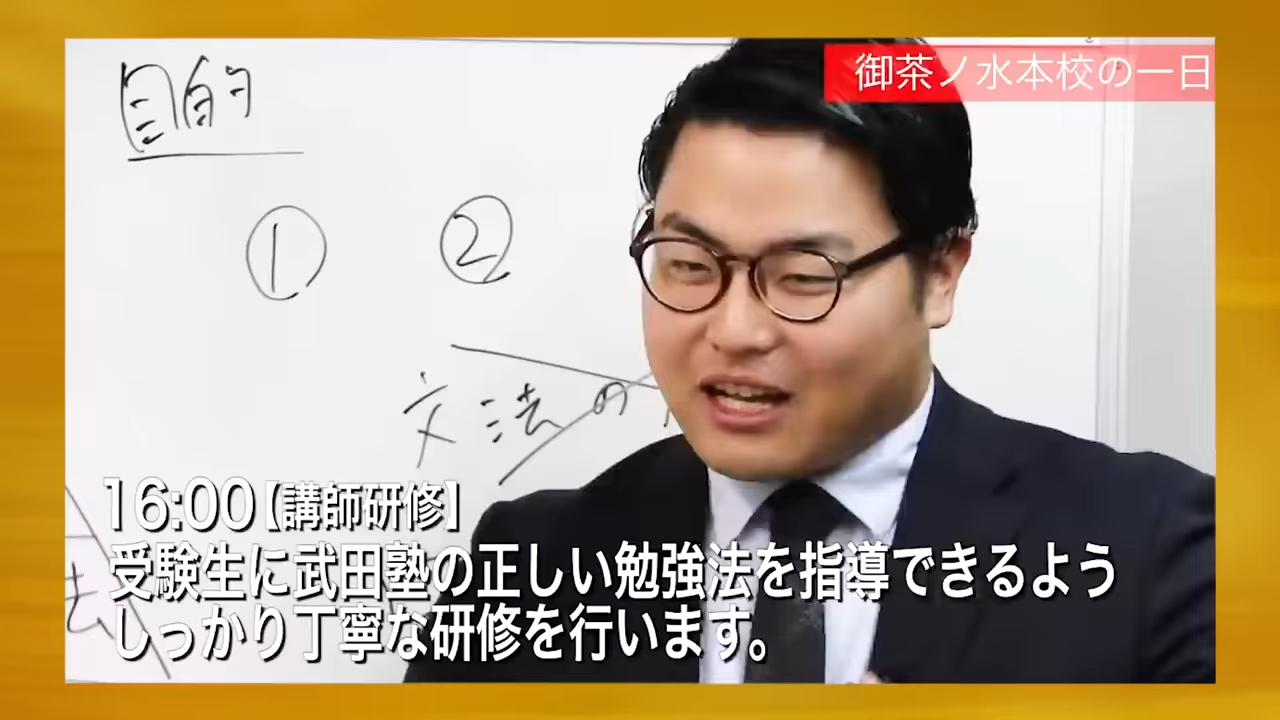 御茶ノ水本校の一日
目的
① ②
文法の
16:00【講師研修】
受験生に武田塾の正しい勉強法を指導できるよう
しっかり丁寧な研修を行います。